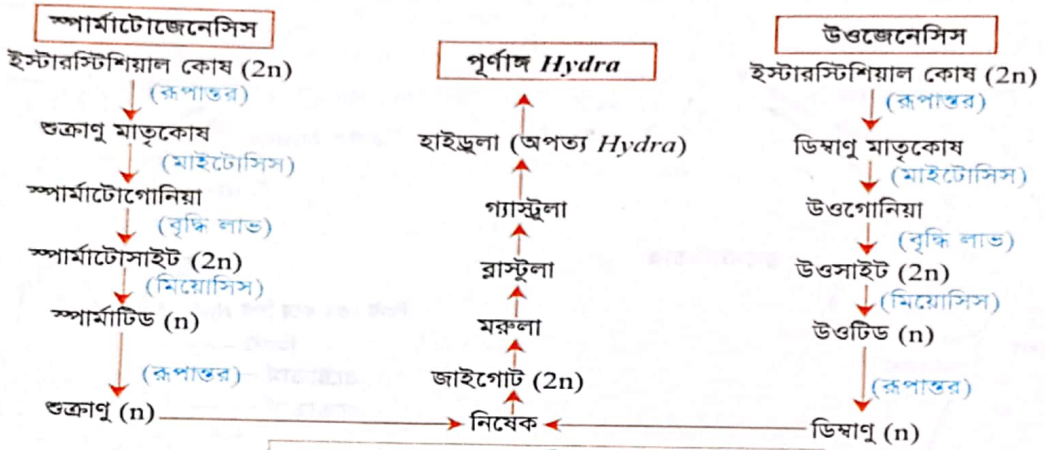 স্পার্মাটোজেনেসিস
ইস্টারস্টিশিয়াল কোষ (2n)
(রূপান্তর)
শুক্রাণু মাতৃকোষ
(মাইটোসিস)
স্পার্মাটোগোনিয়া
(বৃদ্ধি লাভ)
স্পার্মাটোসাইট (2n)
(মিয়োসিস)
স্পার্মাটিড (n)
(রূপান্তর)
শুক্রাণু (n)
পূর্ণাঙ্গ Hydra
হাইড্রুলা (অপত্য Hydra)
গ্যাস্ট্রুলা
ব্লাস্টুলা
মরুলা
জাইগোট (2n)
নিষেক
উওজেনেসিস
ইস্টারস্টিশিয়াল কোষ (2n)
(রূপান্তর)
ডিম্বাণু মাতৃকোষ
(মাইটোসিস)
উওগোনিয়া
(বৃদ্ধি লাভ)
উওসাইট (2n)
(মিয়োসিস)
উওটিড (n)
(রূপান্তর)
ডিম্বাণু (n)